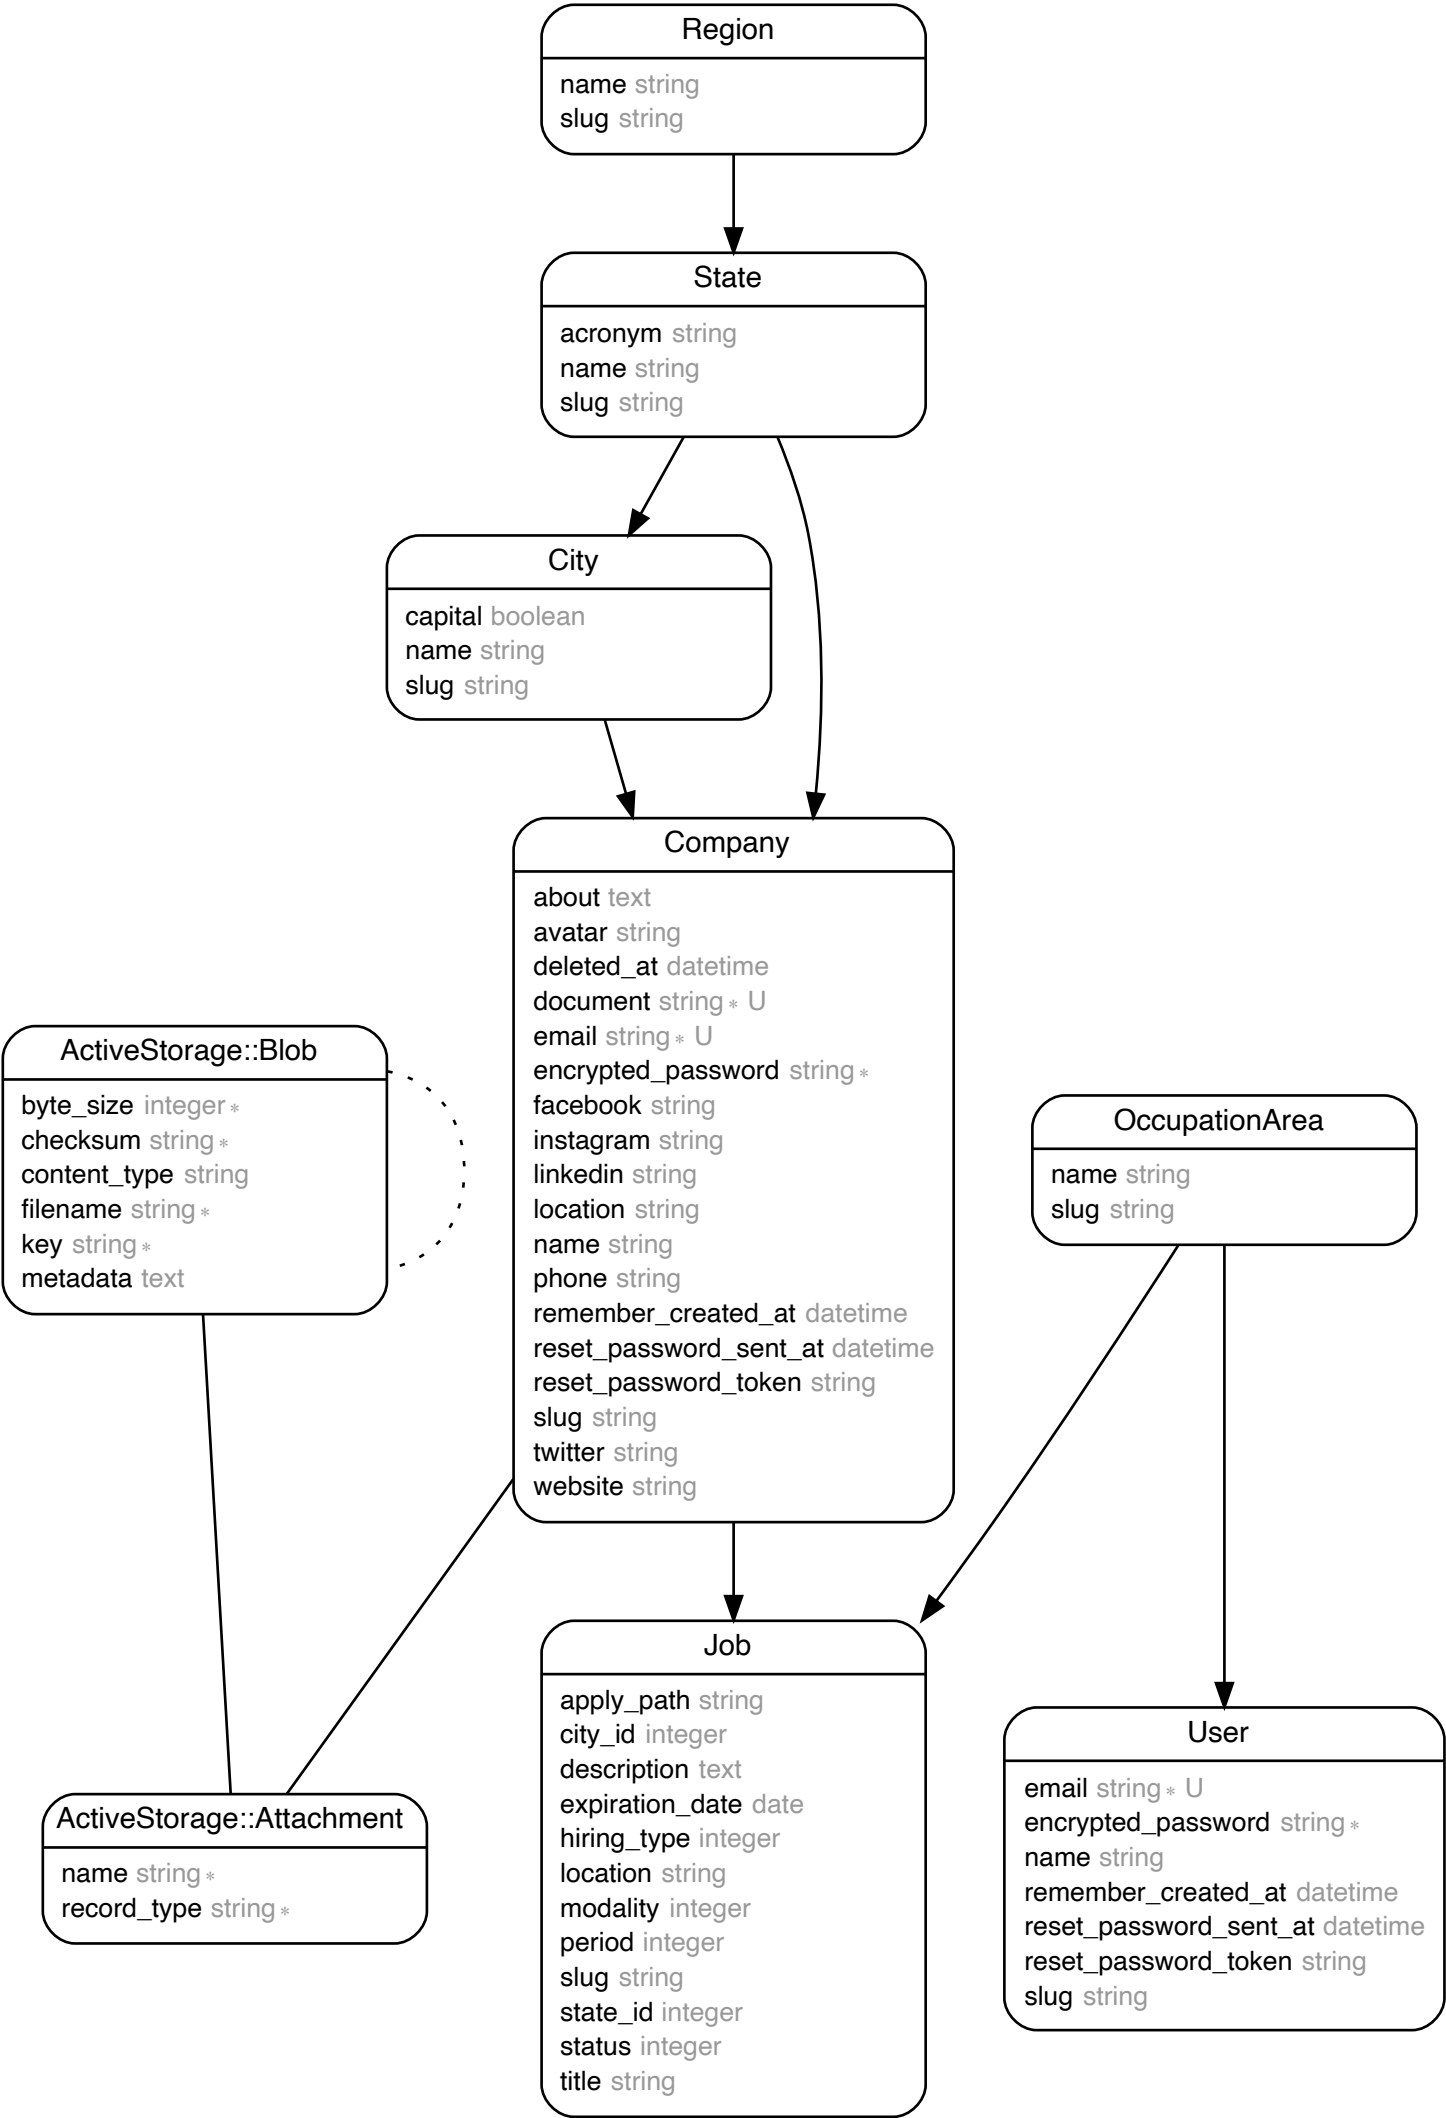 Region
name string
slug string
State
acronym string
name string
slug string
City
capital boolean
name string
slug string
Company
about text
avatar string
deleted_at datetime
document string * U
email string * U
encrypted_password string *
facebook string
instagram string
linkedin string
location string
name string
phone string
remember_created_at datetime
reset_password_sent_at datetime
reset_password_token string
slug string
twitter string
website string
ActiveStorage::Blob
byte_size integer *
checksum string *
content_type string
filename string *
key string *
metadata text
OccupationArea
name string
slug string
Job
apply_path string
city_id integer
description text
expiration_date date
hiring_type integer
location string
modality integer
period integer
slug string
state_id integer
status integer
title string
User
email string * U
encrypted_password string *
name string
remember_created_at datetime
reset_password_sent_at datetime
reset_password_token string
slug string
ActiveStorage::Attachment
name string *
record_type string *